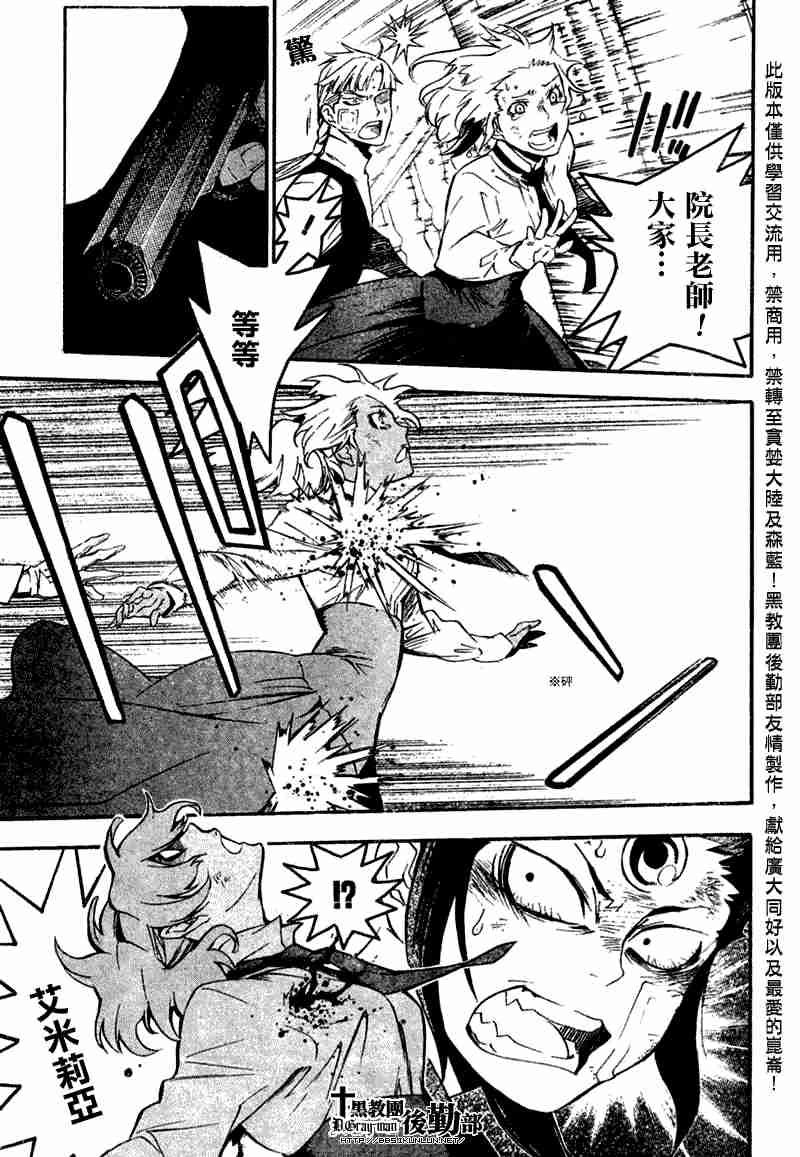 驚
院長老師！
大家…
！
等等
※砰
!?
艾米莉亞
此版本僅供學習交流用，禁商用，禁轉至貪婪大陸及森藍！黑教團後勤部友情製作，獻給廣大同好以及最愛的崑崙！
黑教團
D.Gray-man 後勤部
HTTP://BBSIKUNLUN.NET/